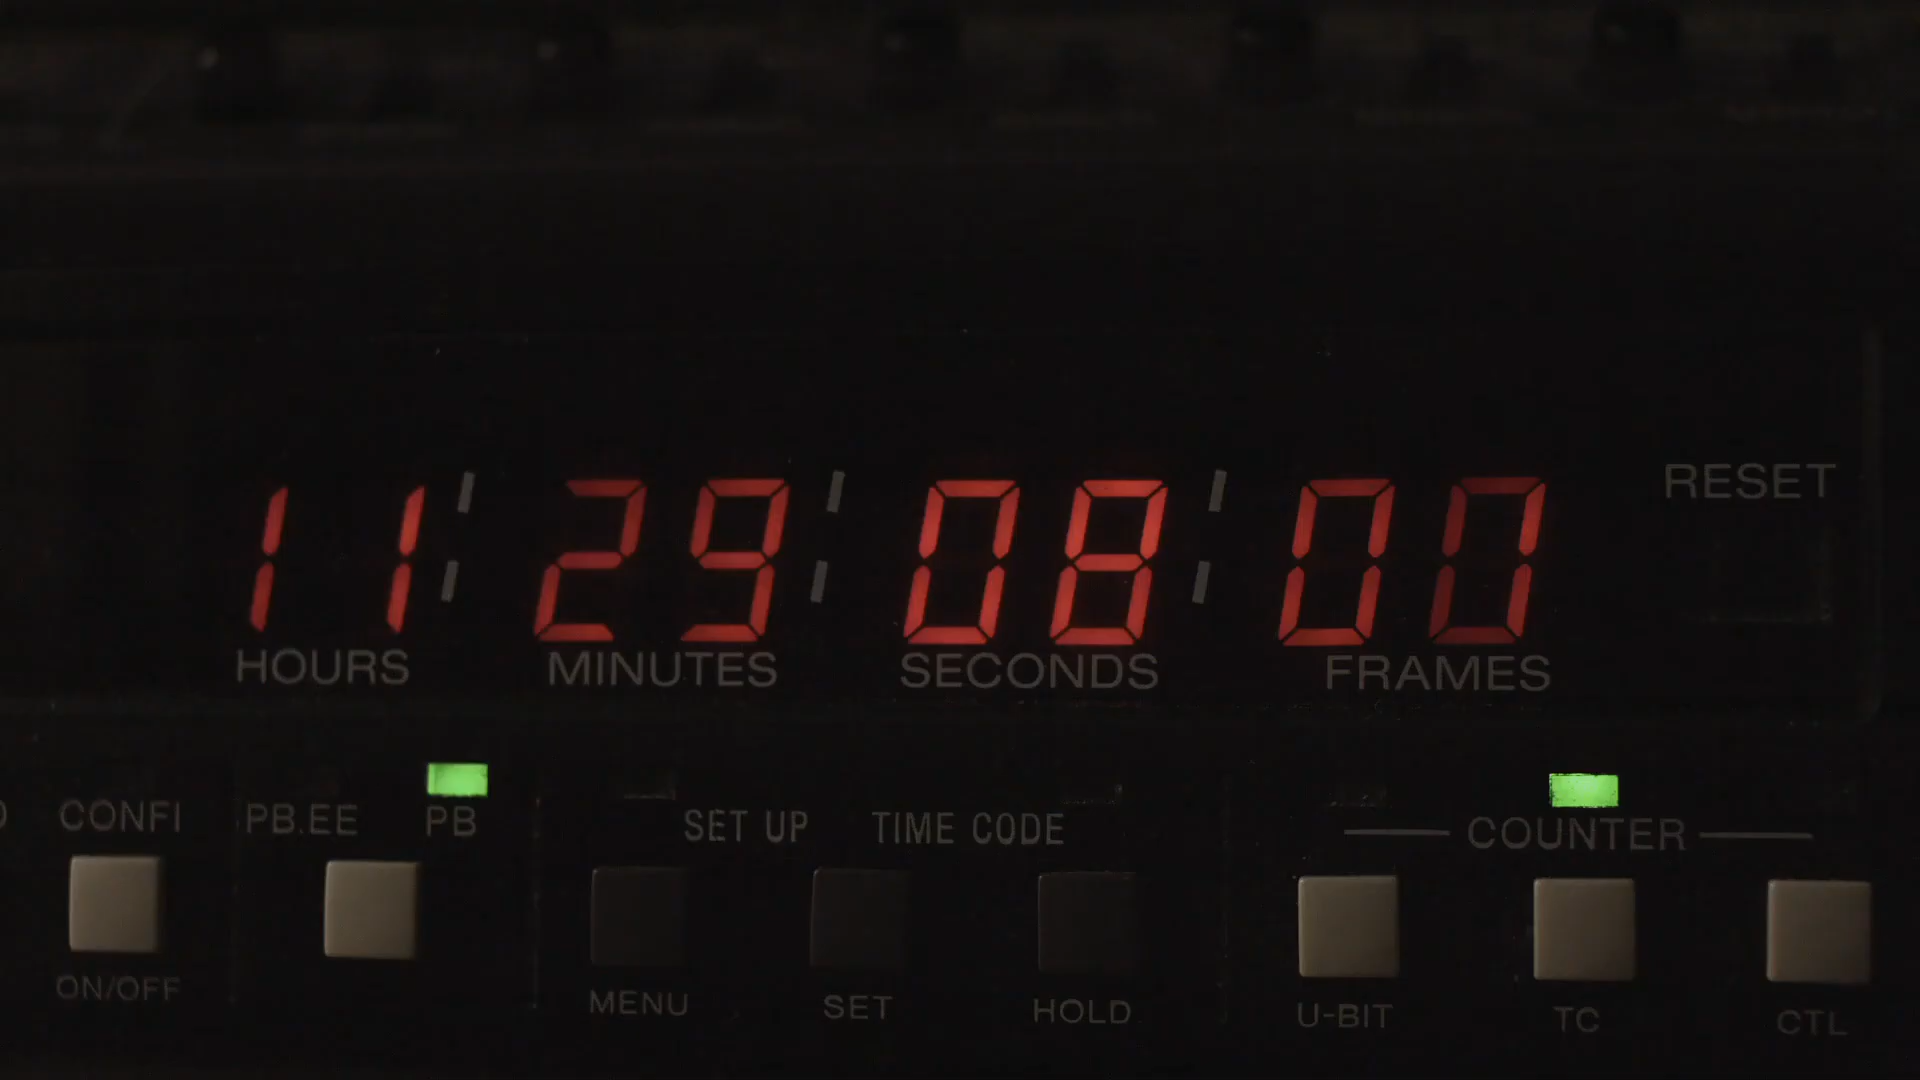 RESET
11:29:08:00
HOURS MINUTES SECONDS FRAMES
CONFI PB.EE PB SET UP TIME CODE COUNTER
ON/OFF MENU SET HOLD U-BIT TC CTL